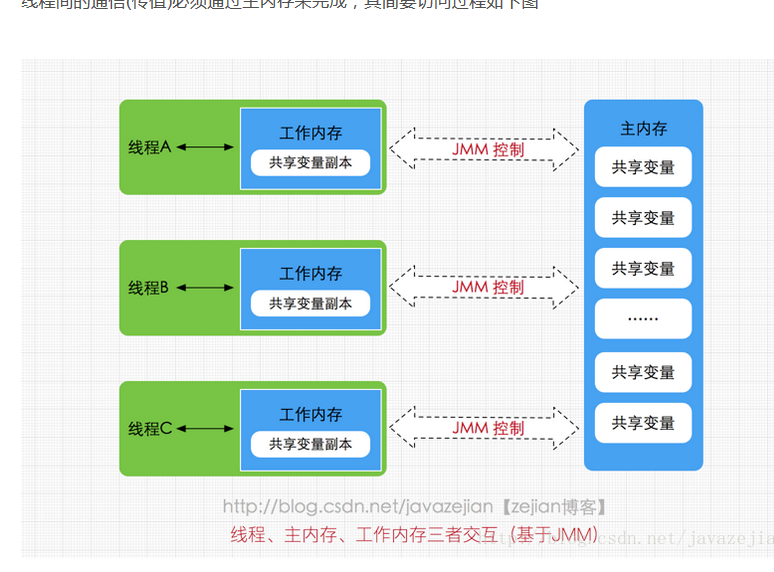 线程间的通信(传值)必须通过主内存来完成，其简要访问过程如下图
主内存
工作内存
线程A
共享变量副本
JMM 控制
共享变量
共享变量
工作内存
共享变量
线程B
共享变量副本
JMM 控制
……
共享变量
工作内存
线程C
共享变量副本
JMM 控制
共享变量
http://blog.csdn.net/javazejian【zejian博客】
线程、主内存、工作内存三者交互（基于JMM）
http://blog.csdn.net/javazejia